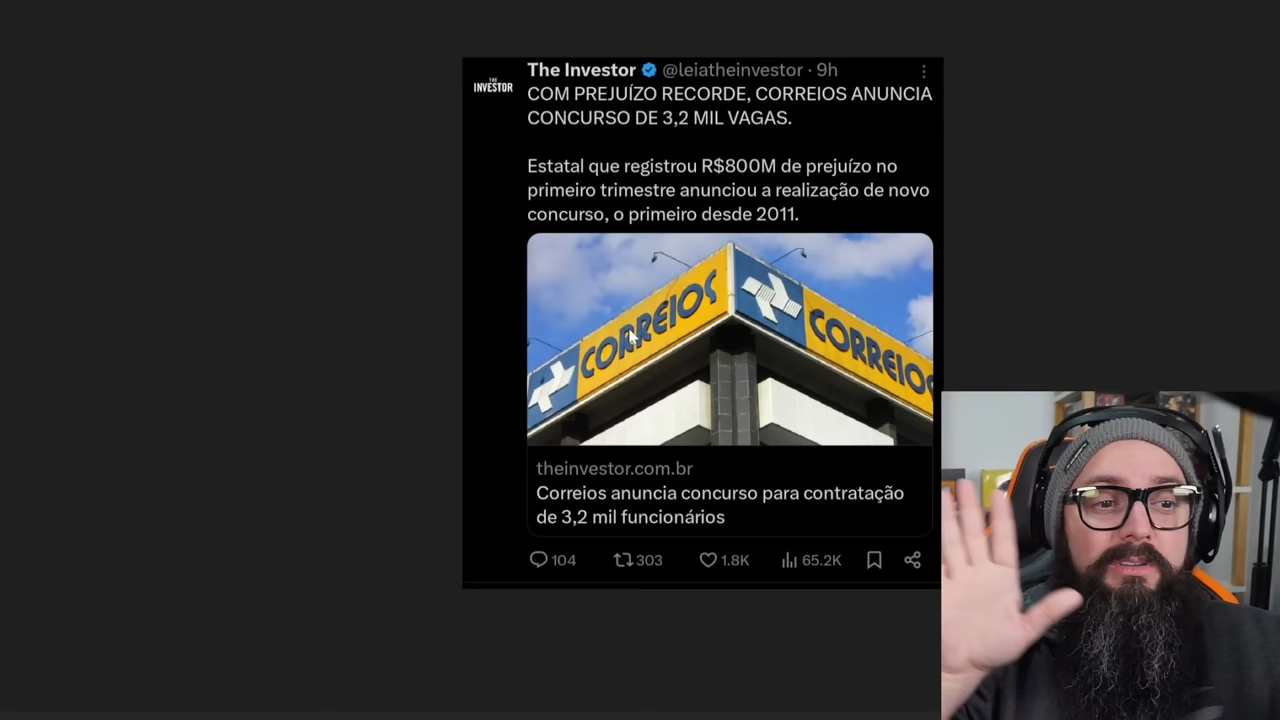 The Investor @leiatheinvestor · 9h
THE
INVESTOR
COM PREJUÍZO RECORDE, CORREIOS ANUNCIA
CONCURSO DE 3,2 MIL VAGAS.
Estatal que registrou R$800M de prejuízo no
primeiro trimestre anunciou a realização de novo
concurso, o primeiro desde 2011.
CORREIOS
CORREIOS
theinvestor.com.br
Correios anuncia concurso para contratação
de 3,2 mil funcionários
104 303 1.8K 65.2K